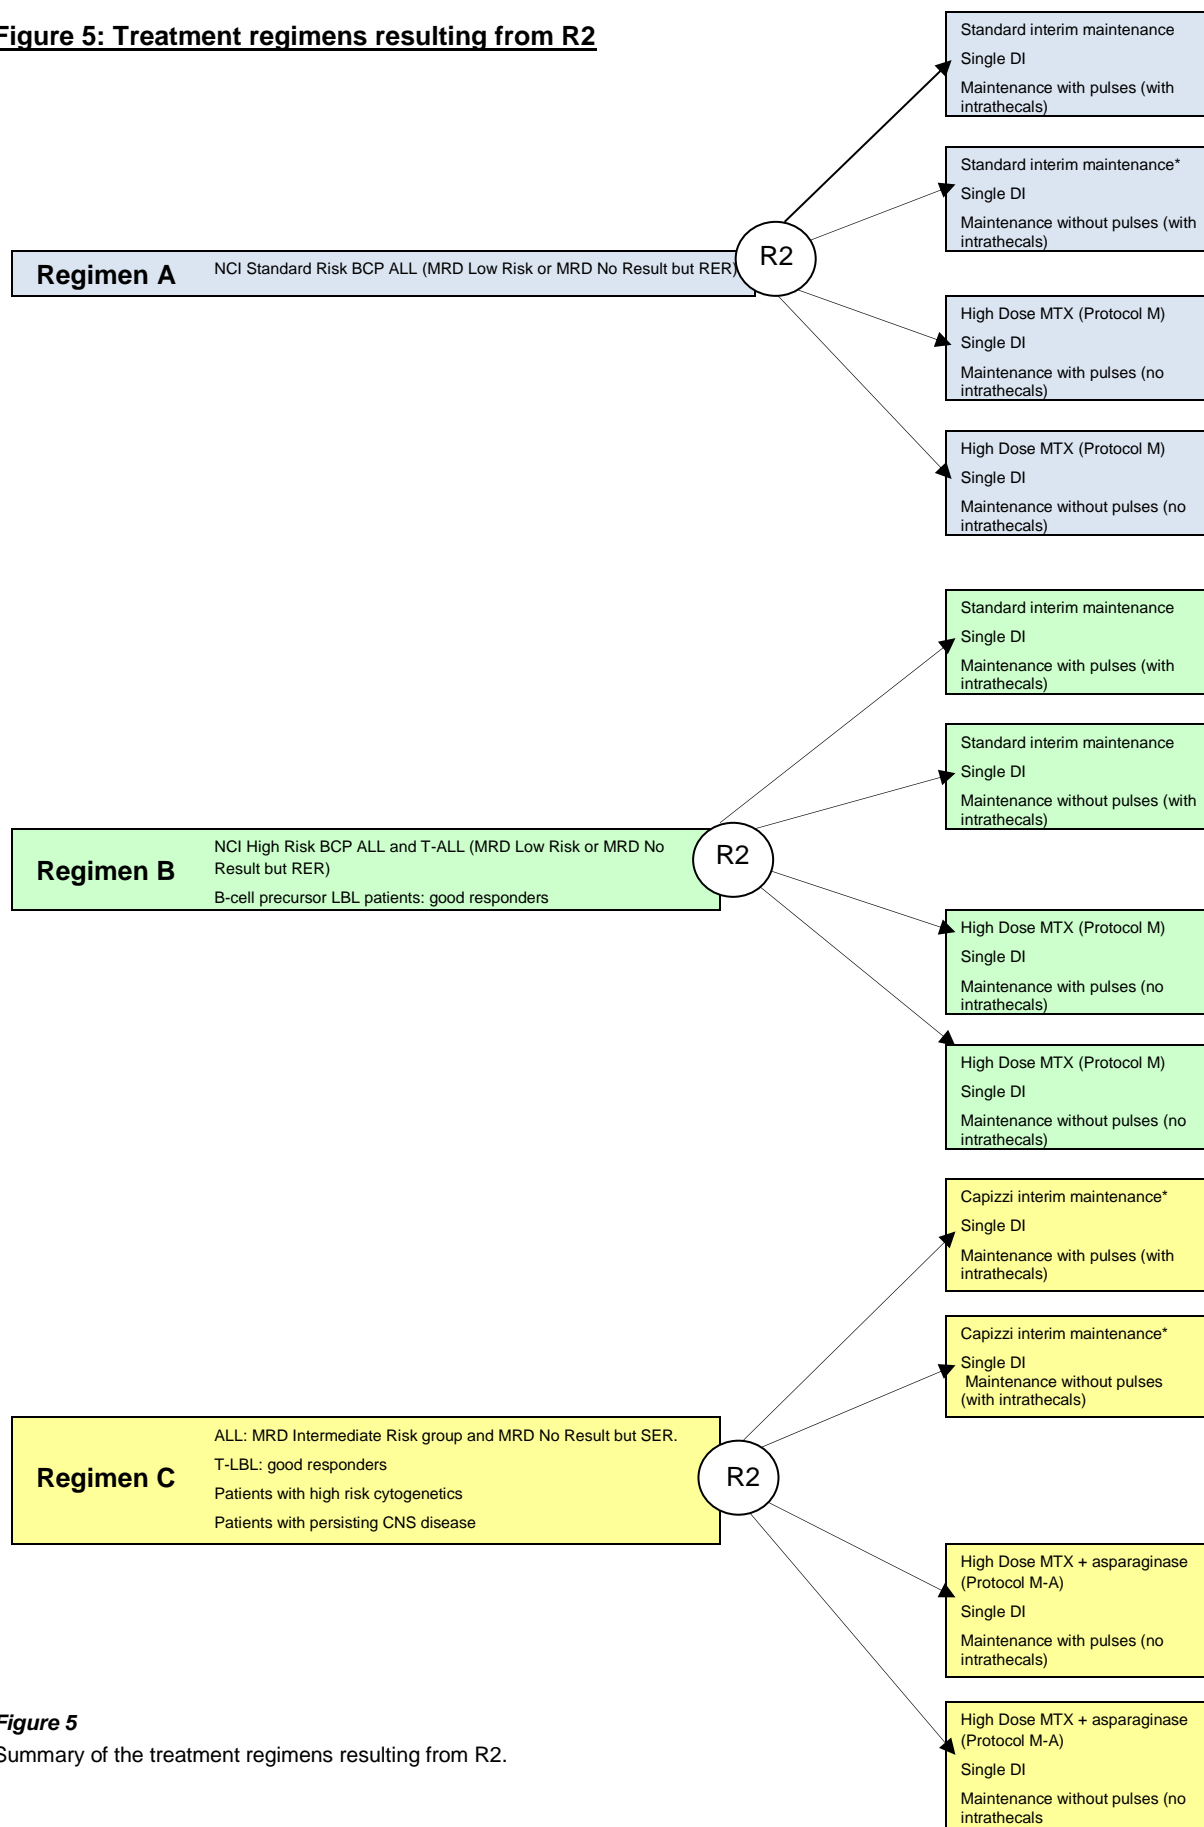 Figure 5: Treatment regimens resulting from R2
Standard interim maintenance
Single DI
Maintenance with pulses (with
intrathecals)
Standard interim maintenance*
Single DI
Maintenance without pulses (with
intrathecals)
Regimen A
NCI Standard Risk BCP ALL (MRD Low Risk or MRD No Result but RER)
R2
High Dose MTX (Protocol M)
Single DI
Maintenance with pulses (no
intrathecals)
High Dose MTX (Protocol M)
Single DI
Maintenance without pulses (no
intrathecals)
Standard interim maintenance
Single DI
Maintenance with pulses (with
intrathecals)
Standard interim maintenance
Single DI
Maintenance without pulses (with
intrathecals)
Regimen B
NCI High Risk BCP ALL and T-ALL (MRD Low Risk or MRD No
Result but RER)
B-cell precursor LBL patients: good responders
R2
High Dose MTX (Protocol M)
Single DI
Maintenance with pulses (no
intrathecals)
High Dose MTX (Protocol M)
Single DI
Maintenance without pulses (no
intrathecals)
Capizzi interim maintenance*
Single DI
Maintenance with pulses (with
intrathecals)
Capizzi interim maintenance*
Single DI
Maintenance without pulses
(with intrathecals)
Regimen C
ALL: MRD Intermediate Risk group and MRD No Result but SER.
T-LBL: good responders
Patients with high risk cytogenetics
Patients with persisting CNS disease
R2
High Dose MTX + asparaginase
(Protocol M-A)
Single DI
Maintenance with pulses (no
intrathecals)
High Dose MTX + asparaginase
(Protocol M-A)
Single DI
Maintenance without pulses (no
intrathecals
Figure 5
Summary of the treatment regimens resulting from R2.